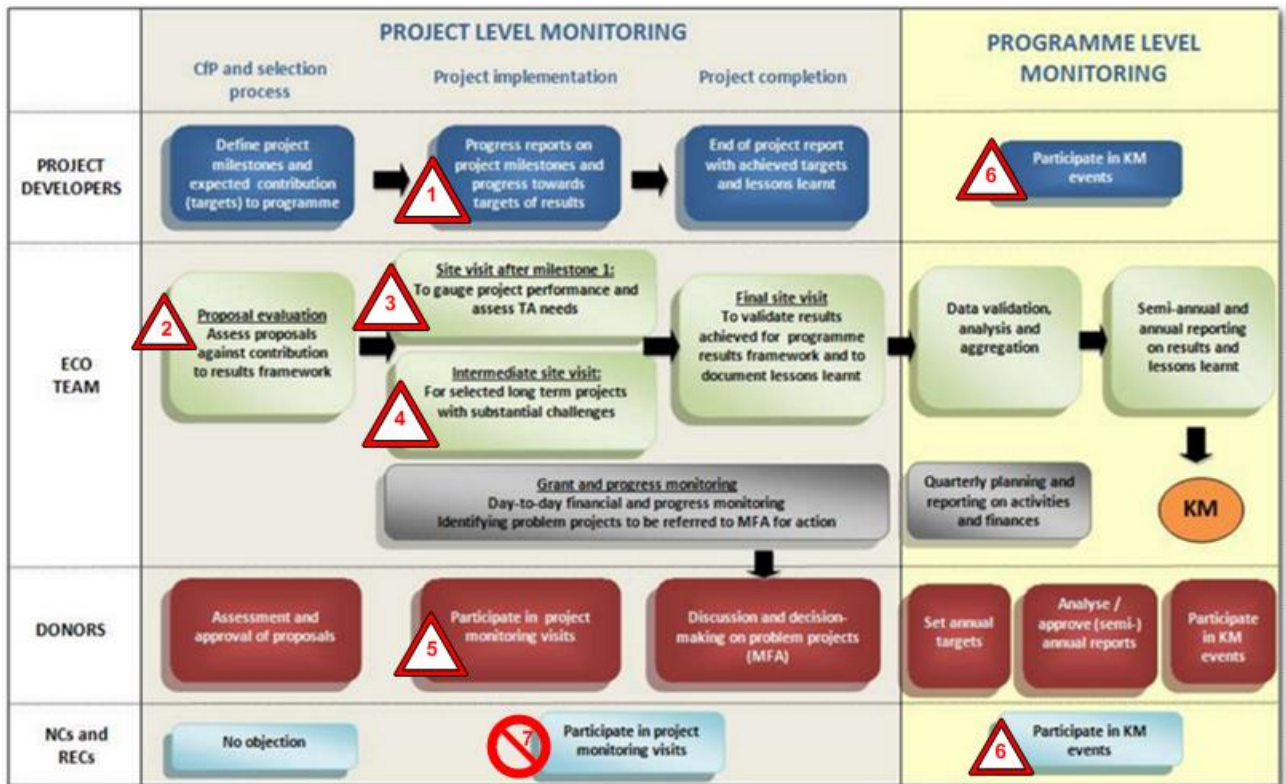 PROJECT LEVEL MONITORING
PROGRAMME LEVEL
MONITORING
CfP and selection
process
Project implementation
Project completion
PROJECT
DEVELOPERS
Define project
milestones and
expected contribution
(targets) to programme
1
Progress reports on
project milestones and
progress towards
targets of results
End of project report
with achieved targets
and lessons learnt
6
Participate in KM
events
ECO
TEAM
2
Proposal evaluation
Assess proposals
against contribution
to results framework
3
Site visit after milestone 1:
To gauge project performance and
assess TA needs
4
Intermediate site visit:
For selected long term projects
with substantial challenges
Final site visit
To validate results
achieved for programme
results framework and to
document lessons learnt
Data validation,
analysis and
aggregation
Semi-annual and
annual reporting
on results and
lessons learnt
Grant and progress monitoring
Day-to-day financial and progress monitoring
Identifying problem projects to be referred to MFA for action
Quarterly planning and
reporting on activities
and finances
KM
DONORS
Assessment and
approval of proposals
5
Participate in project
monitoring visits
Discussion and decision-
making on problem projects
(MFA)
Set annual
targets
Analyse /
approve (semi-)
annual reports
Participate
in KM
events
NCs and
RECs
No objection
7
Participate in project
monitoring visits
6
Participate in KM
events